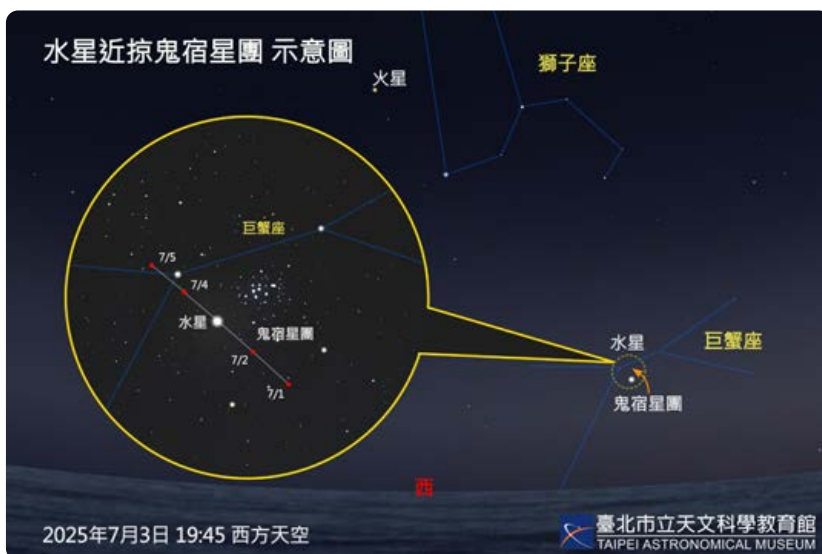 水星近掠鬼宿星團 示意圖
火星
獅子座
巨蟹座
7/5
7/4
水星
鬼宿星團
7/2
7/1
水星
巨蟹座
鬼宿星團
西
2025年7月3日 19:45 西方天空
臺北市立天文科學教育館
TAIPEI ASTRONOMICAL MUSEUM